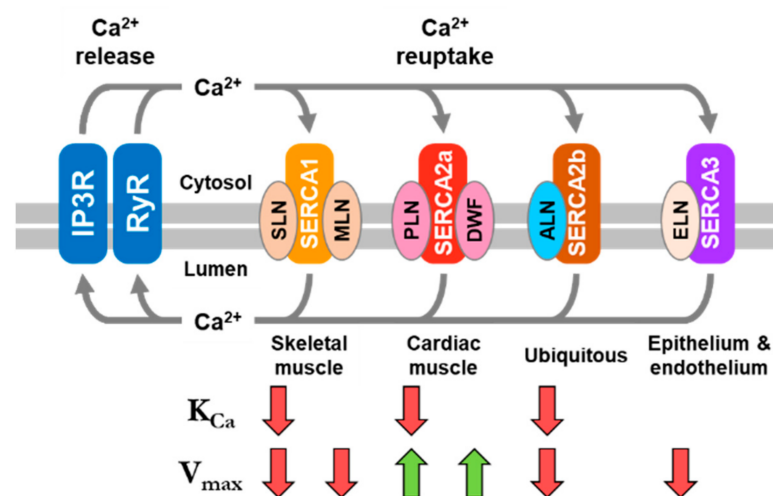 Ca2+
release
Ca2+
reuptake
Ca2+
Cytosol
Lumen
IP3R
RyR
SLN
SERCA1
MLN
PLN
SERCA2a
DWF
ALN
SERCA2b
ELN
SERCA3
Ca2+
Skeletal
muscle
Cardiac
muscle
Ubiquitous
Epithelium &
endothelium
KCa
Vmax